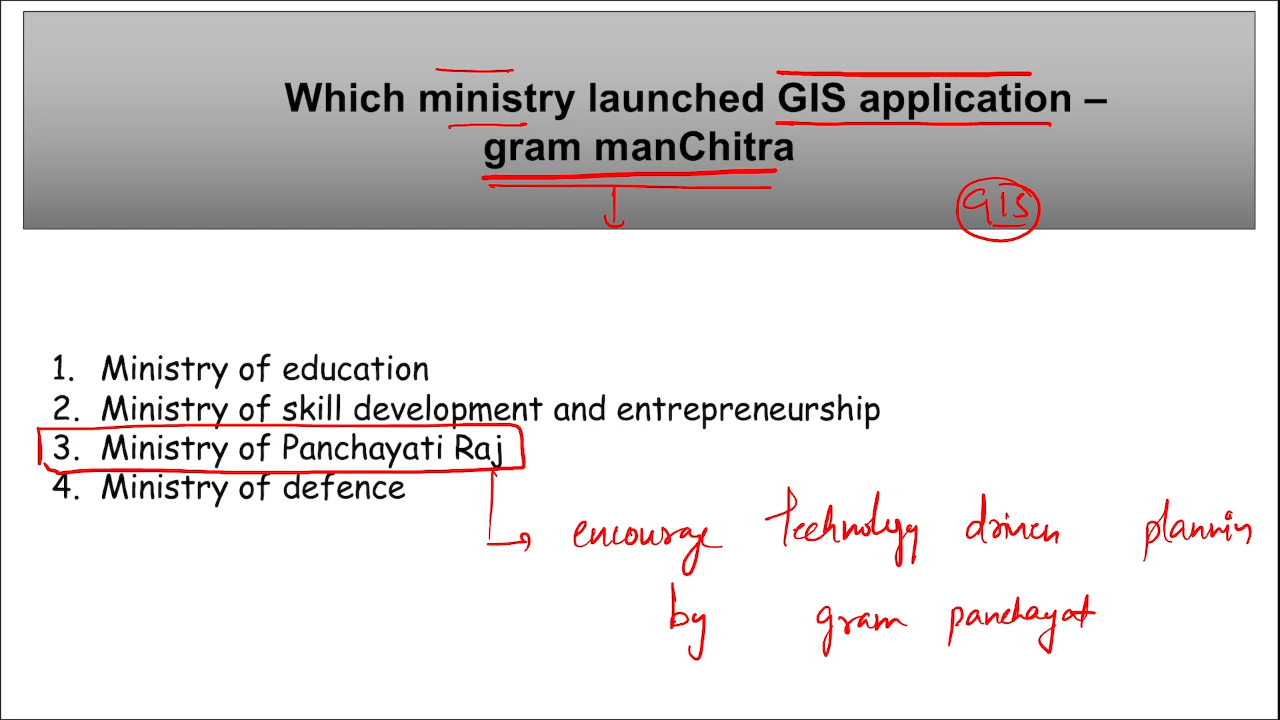 Which ministry launched GIS application –
gram manChitra
GIS
1. Ministry of education
2. Ministry of skill development and entrepreneurship
3. Ministry of Panchayati Raj
4. Ministry of defence
encourage technology driven plannin
by gram panchayat